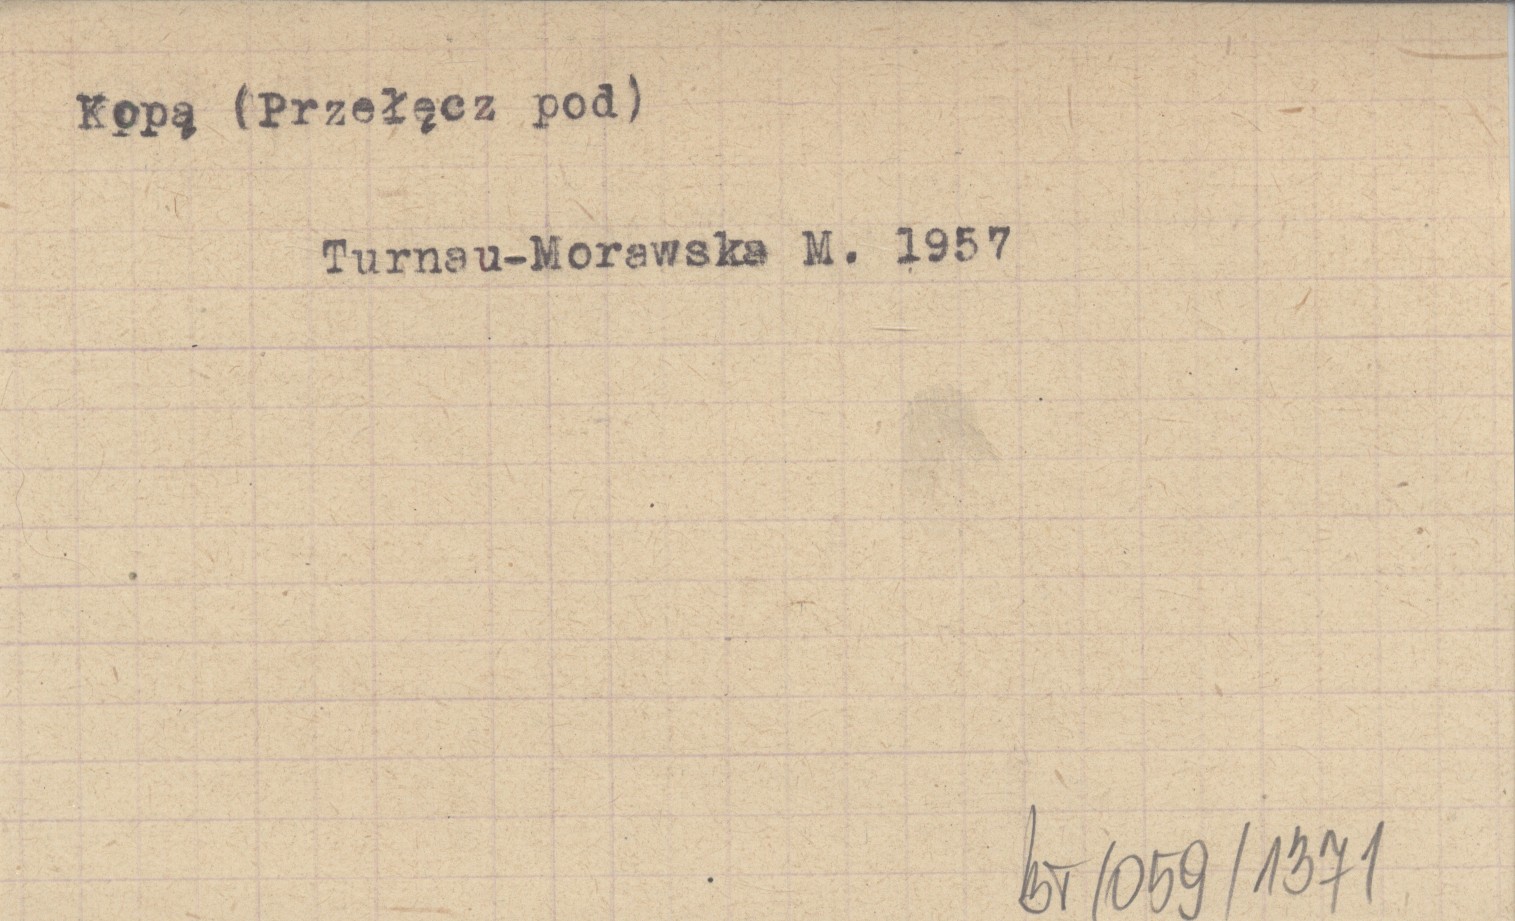 Kopą (Przełęcz pod)
Turnau-Morawska M. 1957
bt/059/1371